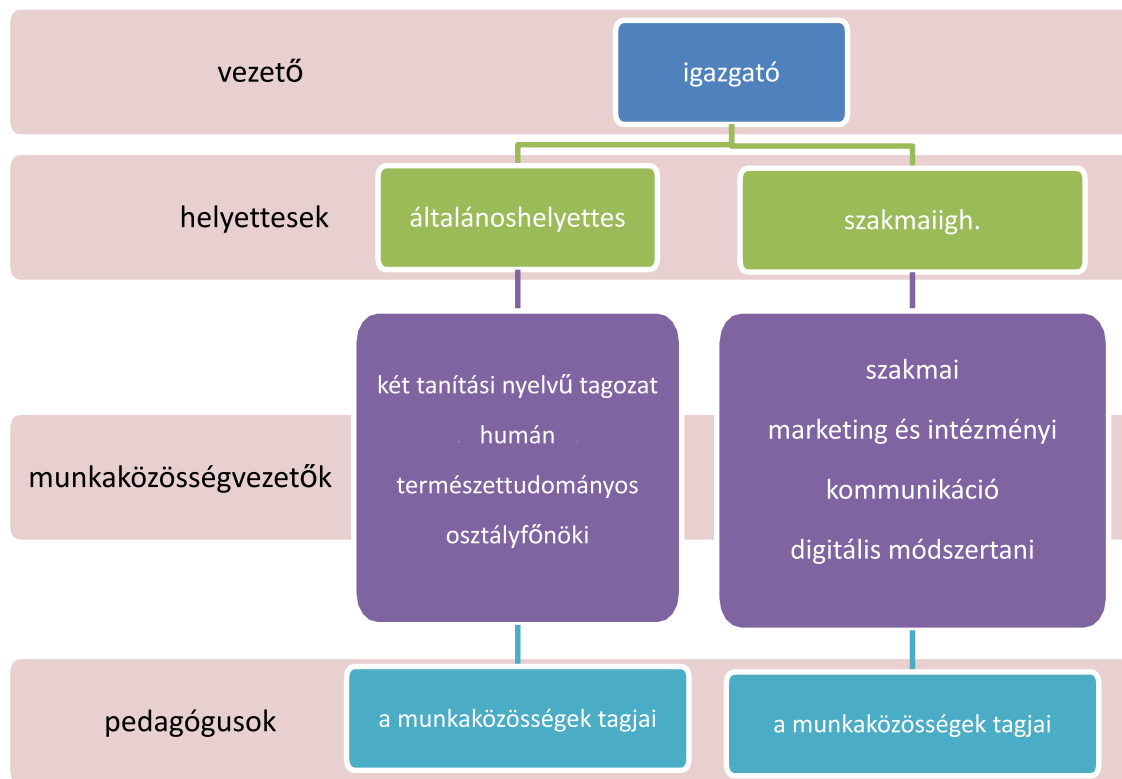 vezető
igazgató
helyettesek
általánoshelyettes
szakmaiigh.
munkaközösségvezetők
két tanítási nyelvű tagozat
humán
természettudományos
osztályfőnöki
szakmai
marketing és intézményi
kommunikáció
digitális módszertani
pedagógusok
a munkaközösségek tagjai
a munkaközösségek tagjai